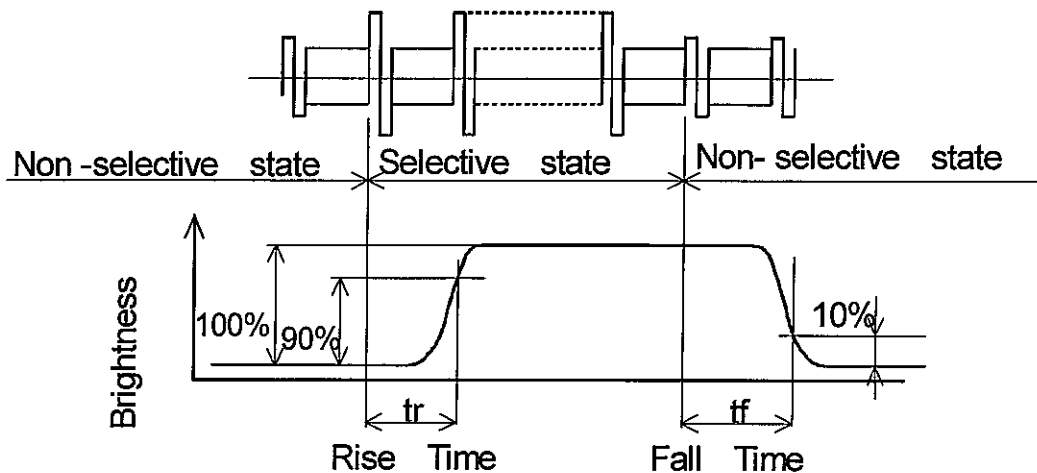 Non -selective state
Selective state
Non- selective state
Brightness
100%
90%
10%
tr
tf
Rise Time
Fall Time